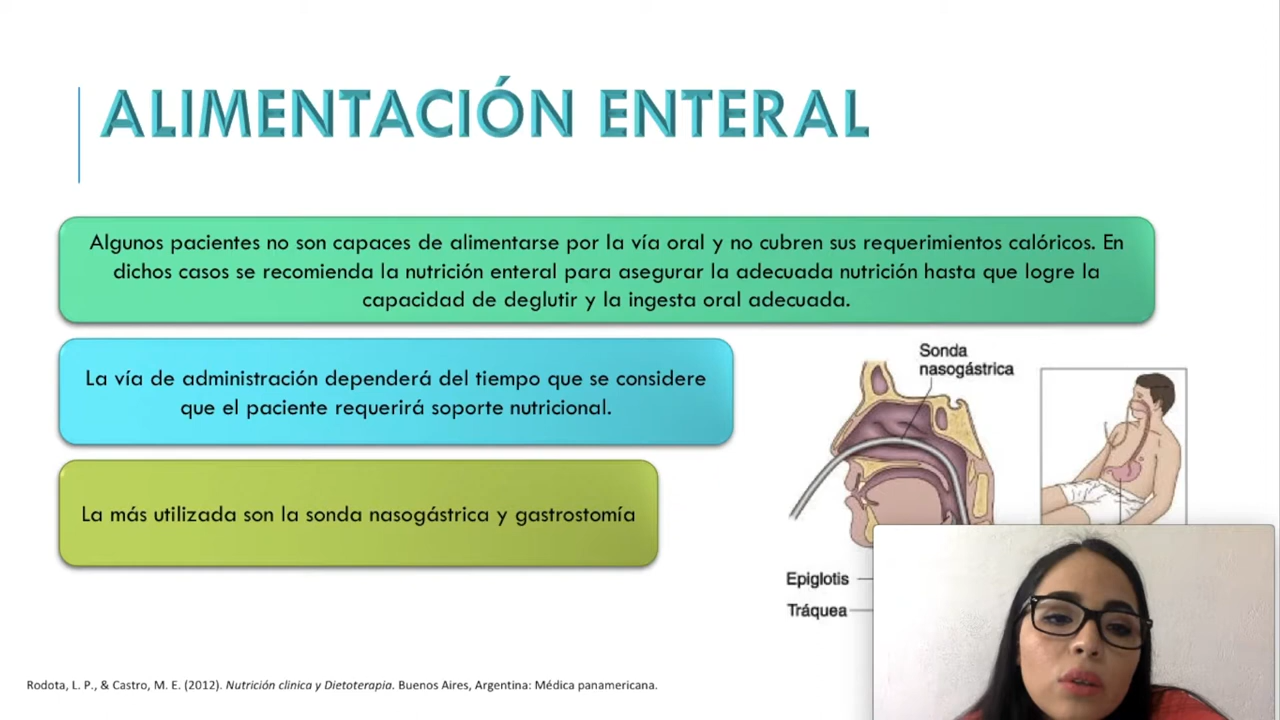 ALIMENTACIÓN ENTERAL
Algunos pacientes no son capaces de alimentarse por la vía oral y no cubren sus requerimientos calóricos. En
dichos casos se recomienda la nutrición enteral para asegurar la adecuada nutrición hasta que logre la
capacidad de deglutir y la ingesta oral adecuada.
La vía de administración dependerá del tiempo que se considere
que el paciente requerirá soporte nutricional.
La más utilizada son la sonda nasogástrica y gastrostomía
Sonda
nasogástrica
Epiglotis
Tráquea
Rodota, L. P., & Castro, M. E. (2012). Nutrición clinica y Dietoterapia. Buenos Aires, Argentina: Médica panamericana.